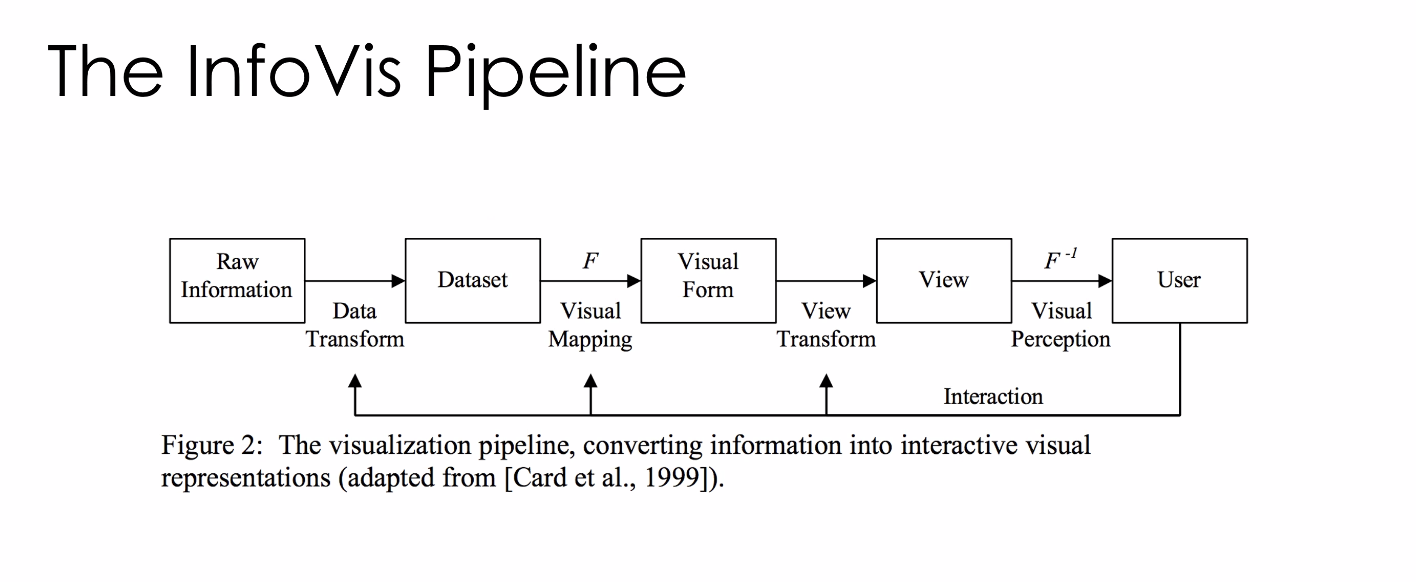 The InfoVis Pipeline
Raw
Information
Data
Transform
Dataset
F
Visual
Mapping
Visual
Form
View
Transform
View
F -1
Visual
Perception
User
Interaction
Figure 2: The visualization pipeline, converting information into interactive visual
representations (adapted from [Card et al., 1999]).